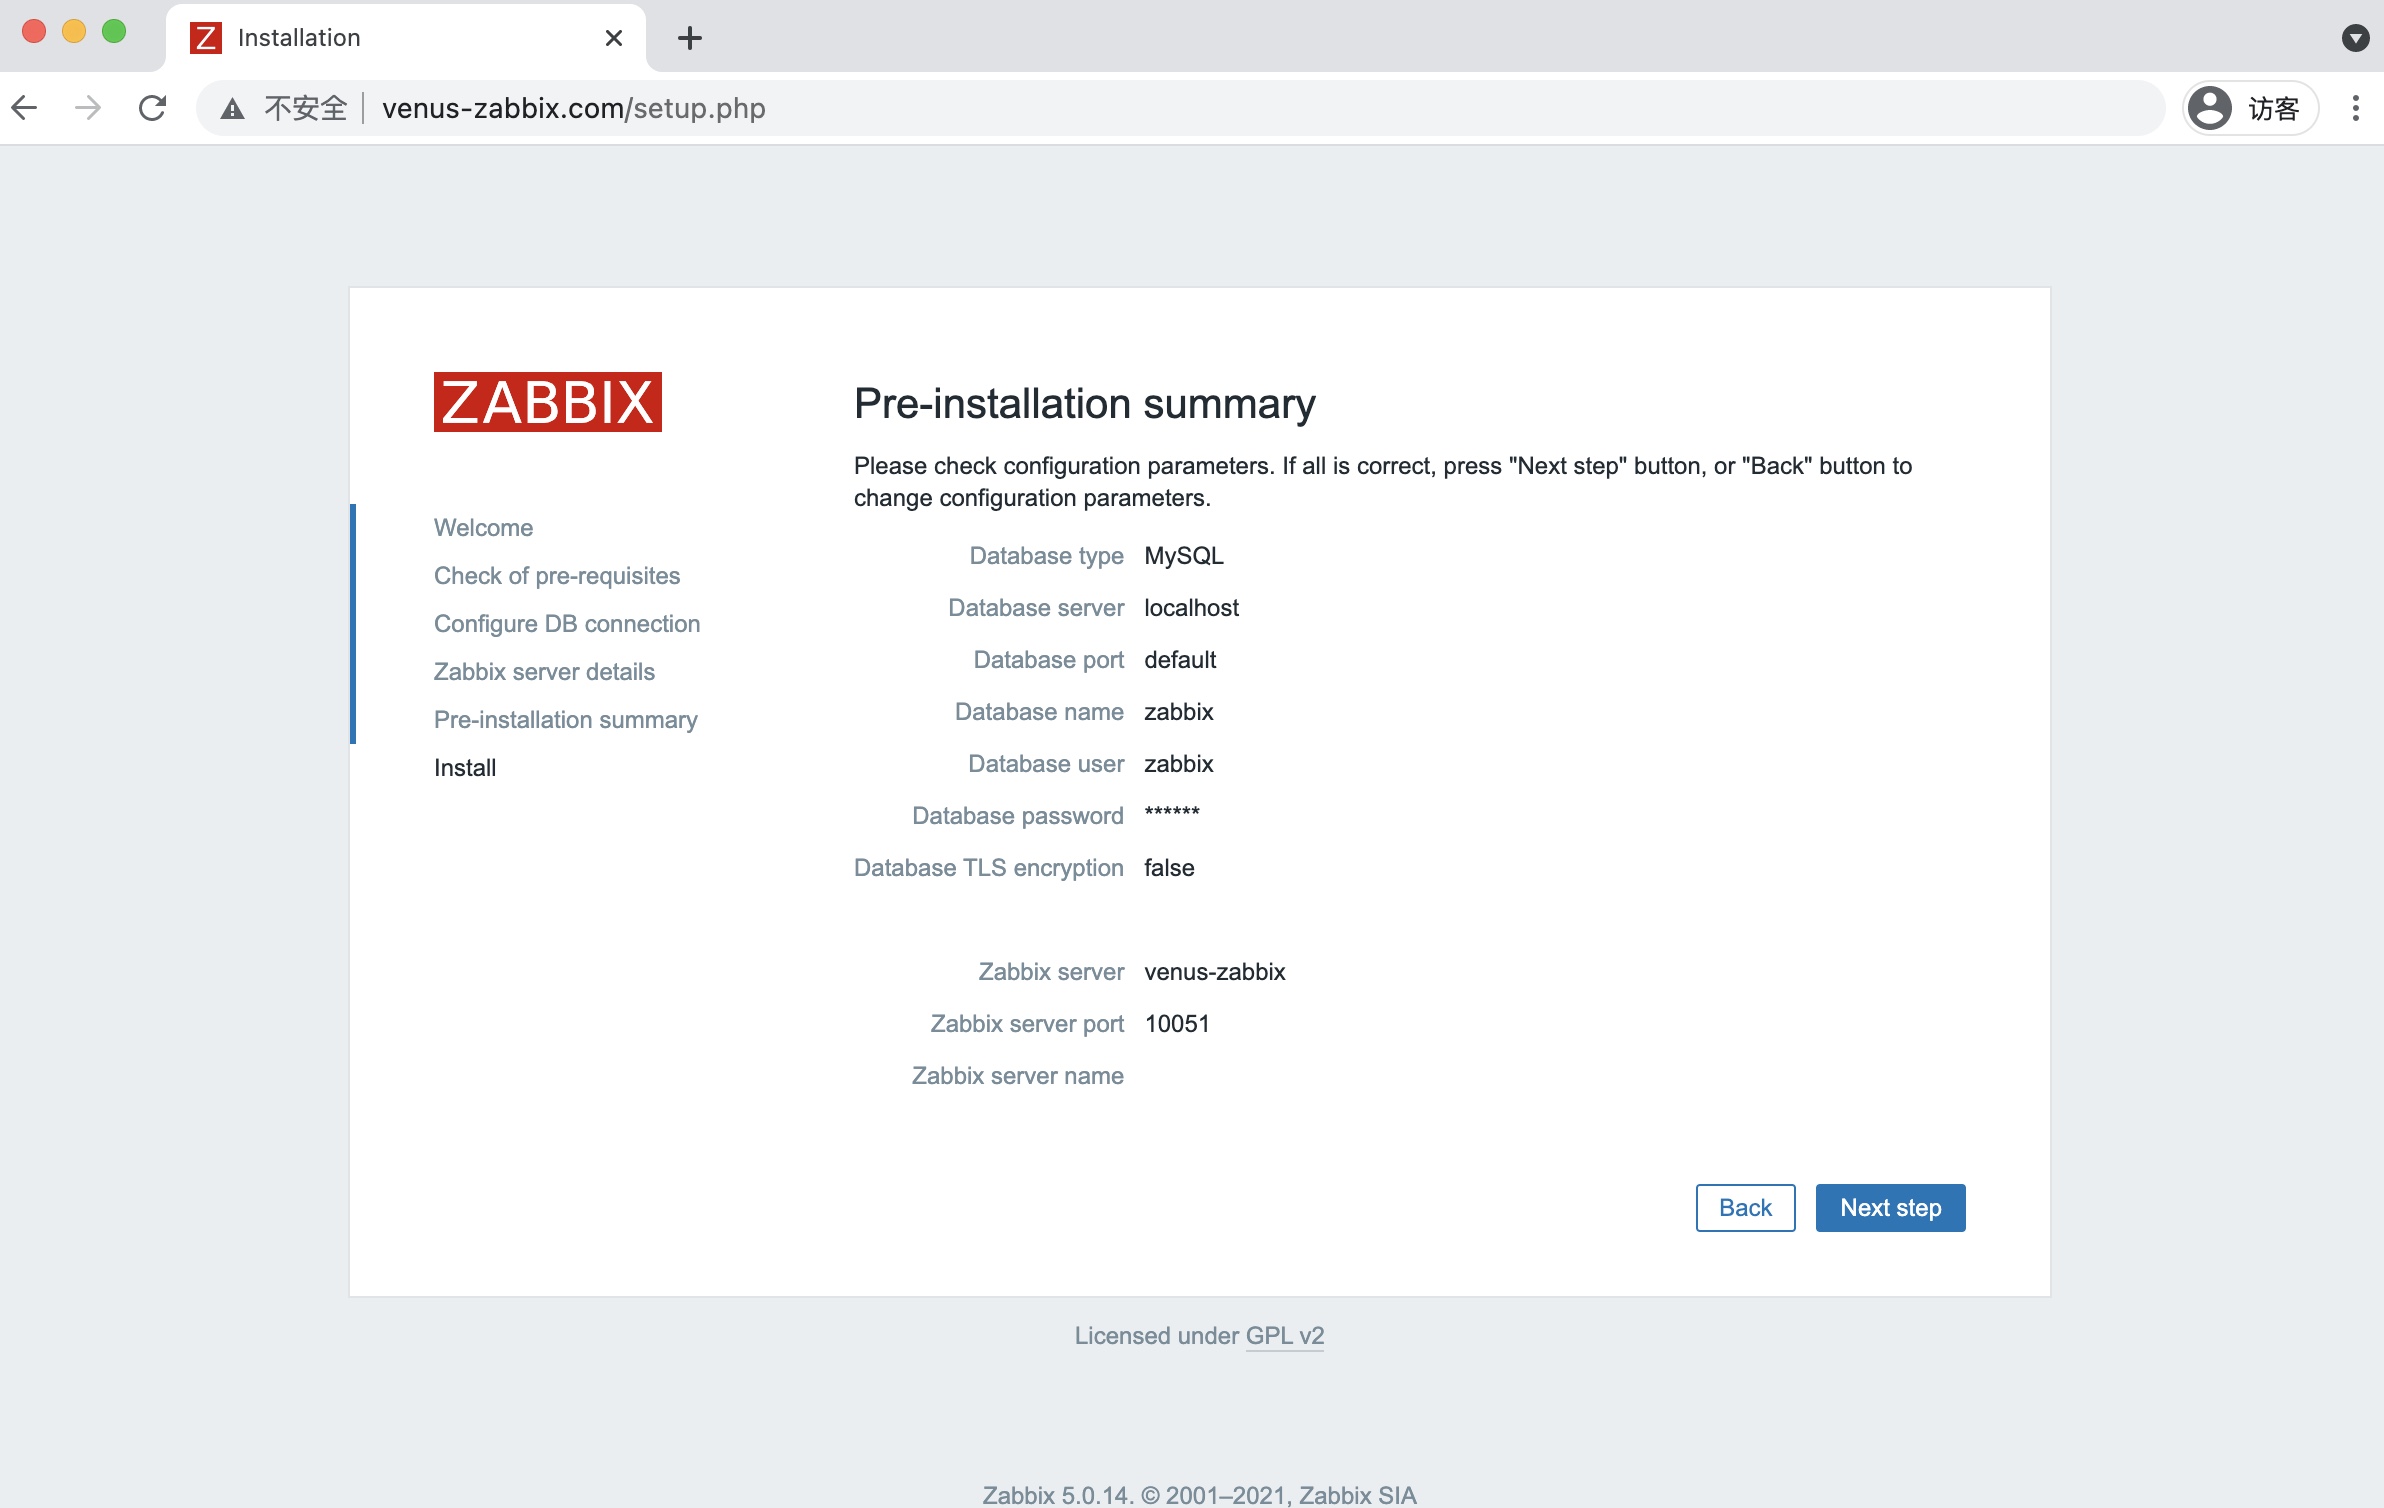 Installation
不安全 venus-zabbix.com/setup.php 访客
ZABBIX
Welcome
Check of pre-requisites
Configure DB connection
Zabbix server details
Pre-installation summary
Install
Pre-installation summary
Please check configuration parameters. If all is correct, press "Next step" button, or "Back" button to
change configuration parameters.
Database type MySQL
Database server localhost
Database port default
Database name zabbix
Database user zabbix
Database password ******
Database TLS encryption false
Zabbix server venus-zabbix
Zabbix server port 10051
Zabbix server name
Back Next step
Licensed under GPL v2
Zabbix 5.0.14. © 2001–2021, Zabbix SIA